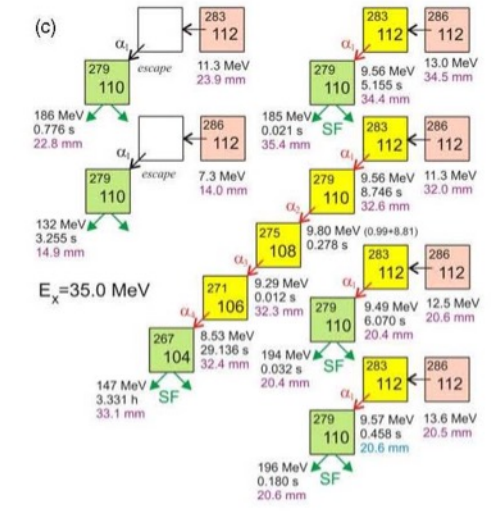 (c)
283
112
α₁
escape
11.3 MeV
23.9 mm
279
110
186 MeV
0.776 s
22.8 mm
286
112
α₁
escape
7.3 MeV
14.0 mm
279
110
132 MeV
3.255 s
14.9 mm
283
112
286
112
α₁
13.0 MeV
34.5 mm
279
110
9.56 MeV
5.155 s
34.4 mm
185 MeV
0.021 s
35.4 mm
SF
283
112
286
112
α₁
11.3 MeV
32.0 mm
279
110
9.56 MeV
8.746 s
32.6 mm
α₂
275
108
9.80 MeV (0.99+8.81)
0.278 s
α₃
271
106
9.29 MeV
0.012 s
32.3 mm
α₄
267
104
8.53 MeV
29.136 s
32.4 mm
147 MeV
3.331 h
33.1 mm
SF
Eₓ=35.0 MeV
283
112
286
112
α₁
12.5 MeV
20.6 mm
279
110
9.49 MeV
6.070 s
20.4 mm
194 MeV
0.032 s
20.4 mm
SF
283
112
286
112
α₁
13.6 MeV
20.5 mm
279
110
9.57 MeV
0.458 s
20.6 mm
196 MeV
0.180 s
20.6 mm
SF